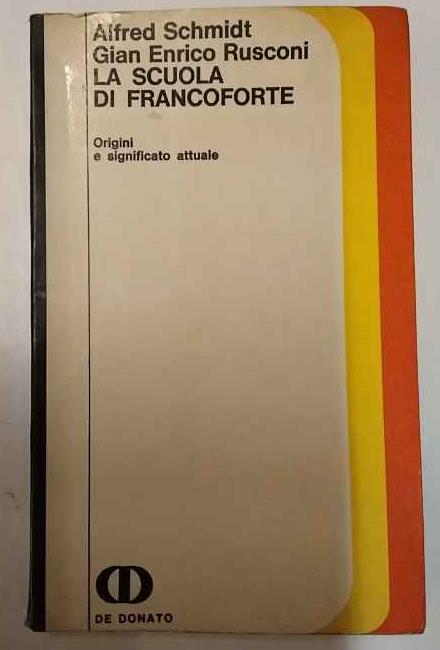 Alfred Schmidt
Gian Enrico Rusconi
LA SCUOLA
DI FRANCOFORTE
Origini
e significato attuale
DE DONATO